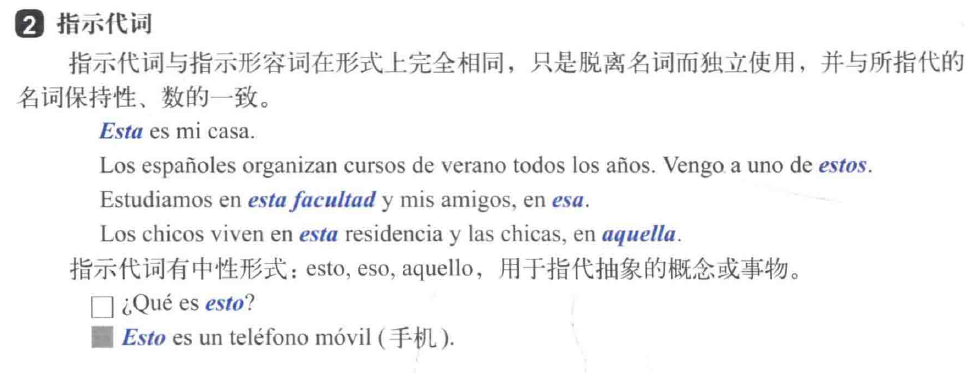 2 指示代词
指示代词与指示形容词在形式上完全相同，只是脱离名词而独立使用，并与所指代的
名词保持性、数的一致。
Esta es mi casa.
Los españoles organizan cursos de verano todos los años. Vengo a uno de estos.
Estudiamos en esta facultad y mis amigos, en esa.
Los chicos viven en esta residencia y las chicas, en aquella.
指示代词有中性形式：esto, eso, aquello，用于指代抽象的概念或事物。
¿Qué es esto?
Esto es un teléfono móvil (手机).